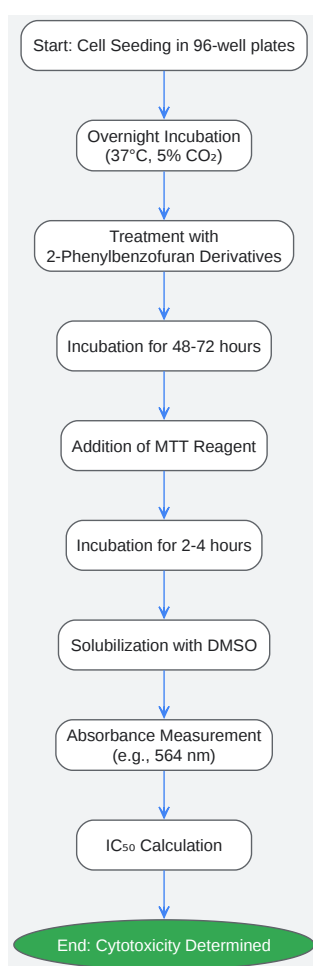 Start: Cell Seeding in 96-well plates
Overnight Incubation
(37°C, 5% CO₂)
Treatment with
2-Phenylbenzofuran Derivatives
Incubation for 48-72 hours
Addition of MTT Reagent
Incubation for 2-4 hours
Solubilization with DMSO
Absorbance Measurement
(e.g., 564 nm)
IC₅₀ Calculation
End: Cytotoxicity Determined